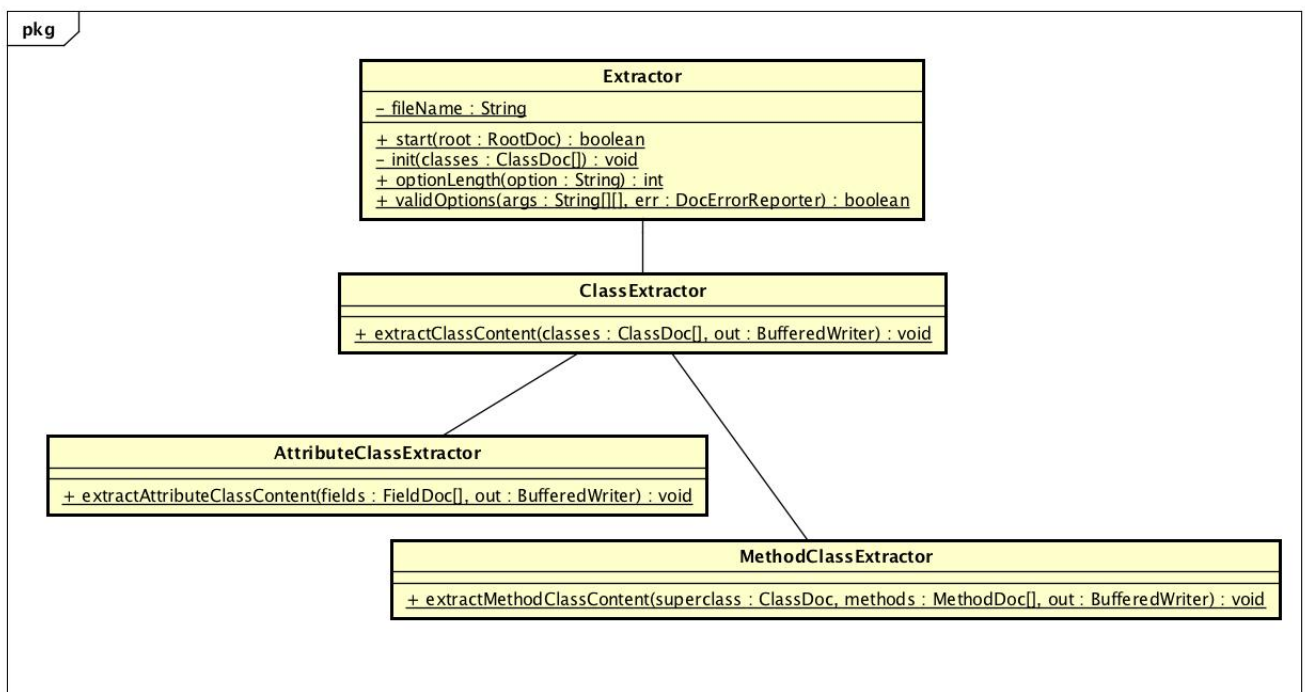 pkg
Extractor
- fileName : String
+ start(root : RootDoc) : boolean
- init(classes : ClassDoc[]) : void
+ optionLength(option : String) : int
+ validOptions(args : String[][], err : DocErrorReporter) : boolean
ClassExtractor
+ extractClassContent(classes : ClassDoc[], out : BufferedWriter) : void
AttributeClassExtractor
+ extractAttributeClassContent(fields : FieldDoc[], out : BufferedWriter) : void
MethodClassExtractor
+ extractMethodClassContent(superclass : ClassDoc, methods : MethodDoc[], out : BufferedWriter) : void